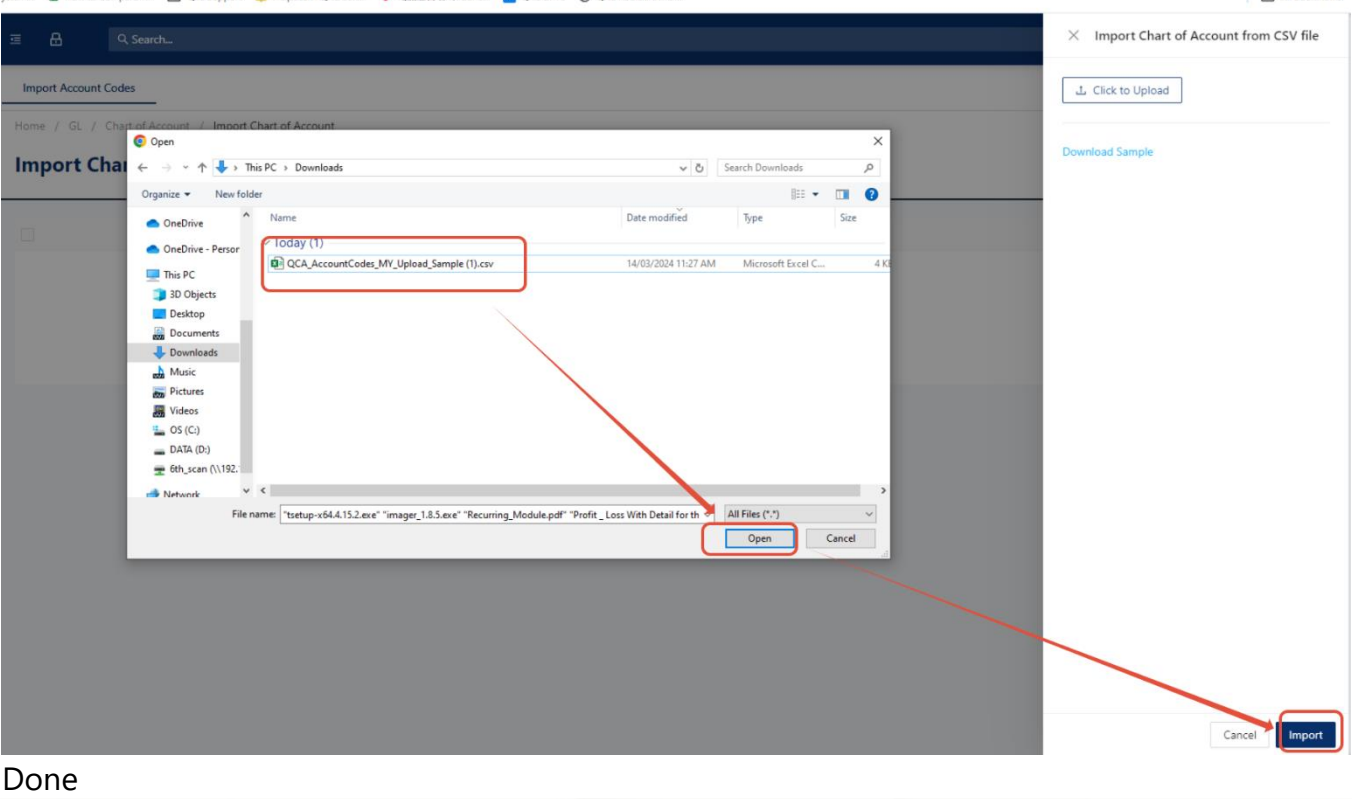 Search...
Import Chart of Account from CSV file
Import Account Codes
Click to Upload
Home / GL / Chart of Account / Import Chart of Account
Open
Import Char
This PC > Downloads
Search Downloads
Download Sample
Organize
New folder
Name
Date modified
Type
Size
OneDrive
Today (1)
OneDrive - Person
QCA_AccountCodes_MY_Upload_Sample (1).csv
14/03/2024 11:27 AM
Microsoft Excel C...
4 KB
This PC
3D Objects
Desktop
Documents
Downloads
Music
Pictures
Videos
OS (C:)
DATA (D:)
6th_scan (\\192.
Network
File name:
"tsetup-x64.4.15.2.exe" "imager_1.8.5.exe" "Recurring_Module.pdf" "Profit _ Loss With Detail for th
All Files (*.*)
Open
Cancel
Cancel
Import
Done